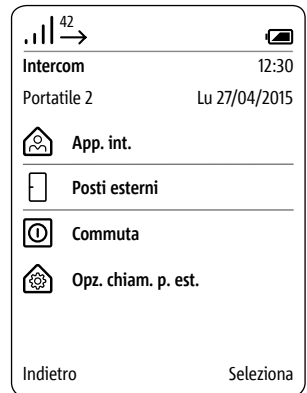 42
Intercom 12:30
Portatile 2 Lu 27/04/2015
App. int.
Posti esterni
Commuta
Opz. chiam. p. est.
Indietro Seleziona